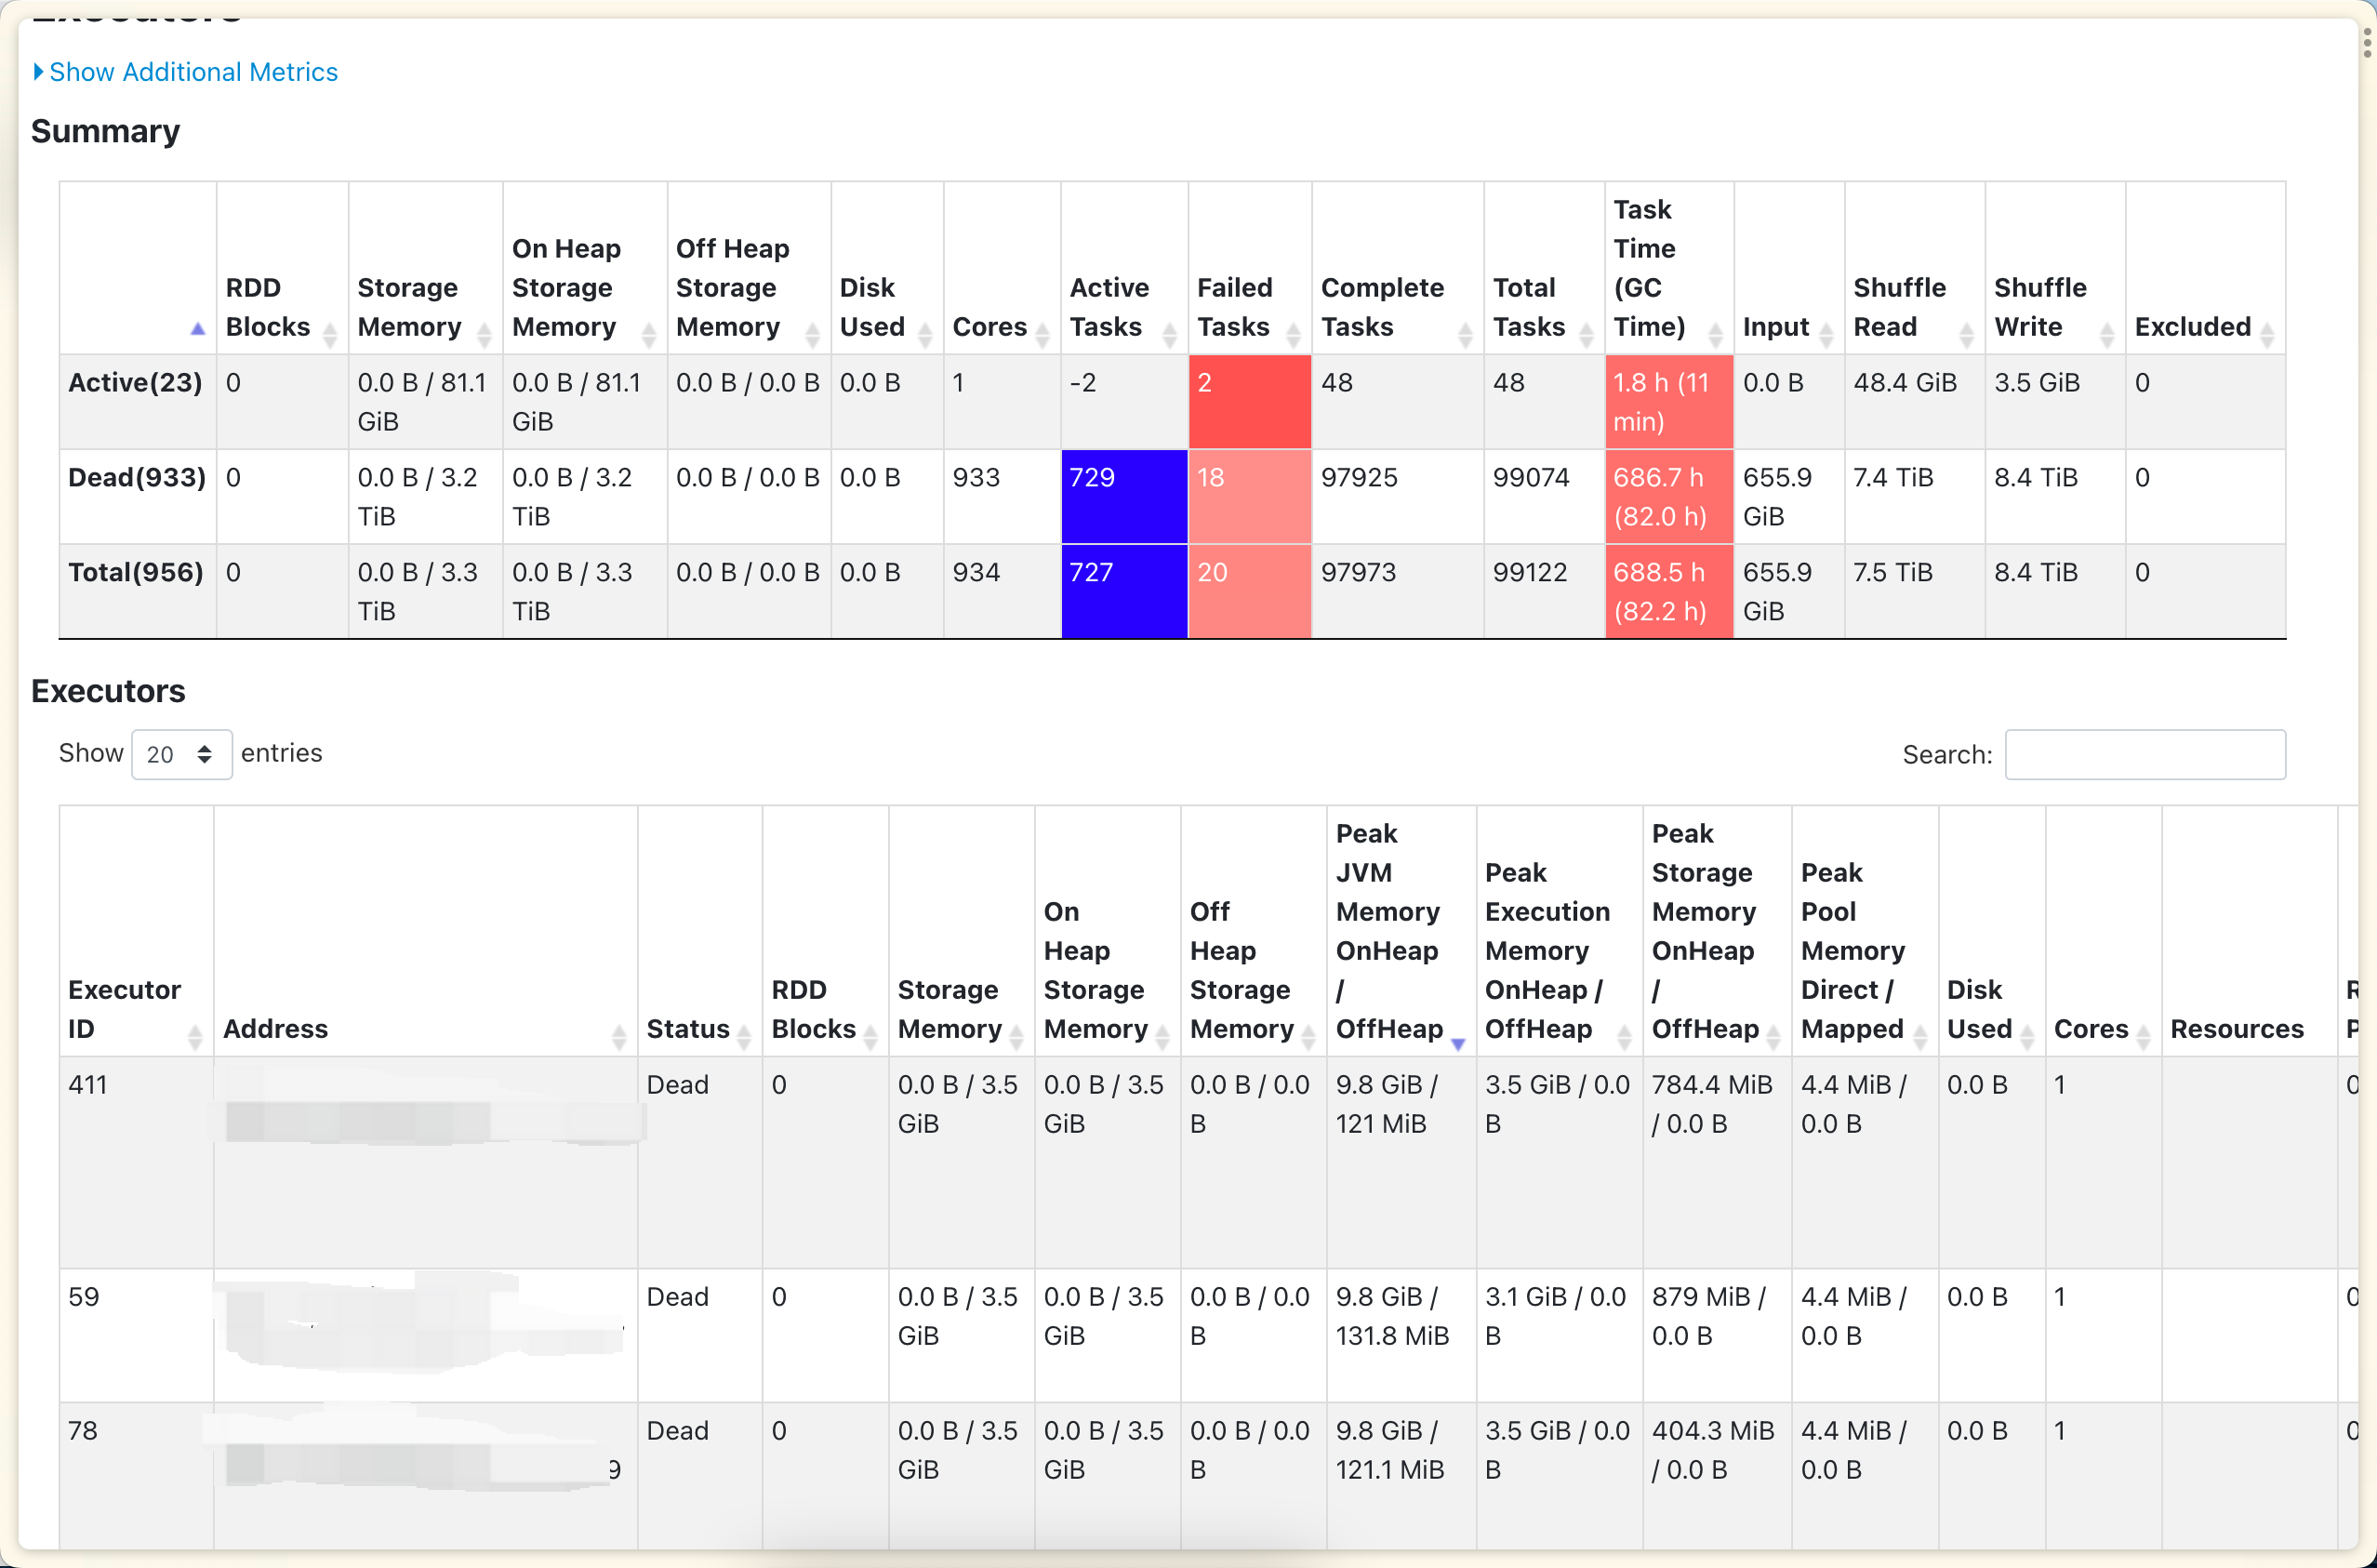 Executors
Show Additional Metrics
Summary
RDD Blocks Storage Memory On Heap Storage Memory Off Heap Storage Memory Disk Used Cores Active Tasks Failed Tasks Complete Tasks Total Tasks Task Time (GC Time) Input Shuffle Read Shuffle Write Excluded
Active(23) 0 0.0 B / 81.1 GiB 0.0 B / 81.1 GiB 0.0 B / 0.0 B 0.0 B 1 -2 2 48 48 1.8 h (11 min) 0.0 B 48.4 GiB 3.5 GiB 0
Dead(933) 0 0.0 B / 3.2 TiB 0.0 B / 3.2 TiB 0.0 B / 0.0 B 0.0 B 933 729 18 97925 99074 686.7 h (82.0 h) 655.9 GiB 7.4 TiB 8.4 TiB 0
Total(956) 0 0.0 B / 3.3 TiB 0.0 B / 3.3 TiB 0.0 B / 0.0 B 0.0 B 934 727 20 97973 99122 688.5 h (82.2 h) 655.9 GiB 7.5 TiB 8.4 TiB 0
Executors
Show 20 entries
Search:
Executor ID Address Status RDD Blocks Storage Memory On Heap Storage Memory Off Heap Storage Memory Peak JVM Memory OnHeap / OffHeap Peak Execution Memory OnHeap / OffHeap Peak Storage Memory OnHeap / OffHeap Peak Pool Memory Direct / Mapped Disk Used Cores Resources
411 Dead 0 0.0 B / 3.5 GiB 0.0 B / 3.5 GiB 0.0 B / 0.0 B 9.8 GiB / 121 MiB 3.5 GiB / 0.0 B 784.4 MiB / 0.0 B 4.4 MiB / 0.0 B 0.0 B 1
59 Dead 0 0.0 B / 3.5 GiB 0.0 B / 3.5 GiB 0.0 B / 0.0 B 9.8 GiB / 131.8 MiB 3.1 GiB / 0.0 B 879 MiB / 0.0 B 4.4 MiB / 0.0 B 0.0 B 1
78 9 Dead 0 0.0 B / 3.5 GiB 0.0 B / 3.5 GiB 0.0 B / 0.0 B 9.8 GiB / 121.1 MiB 3.5 GiB / 0.0 B 404.3 MiB / 0.0 B 4.4 MiB / 0.0 B 0.0 B 1